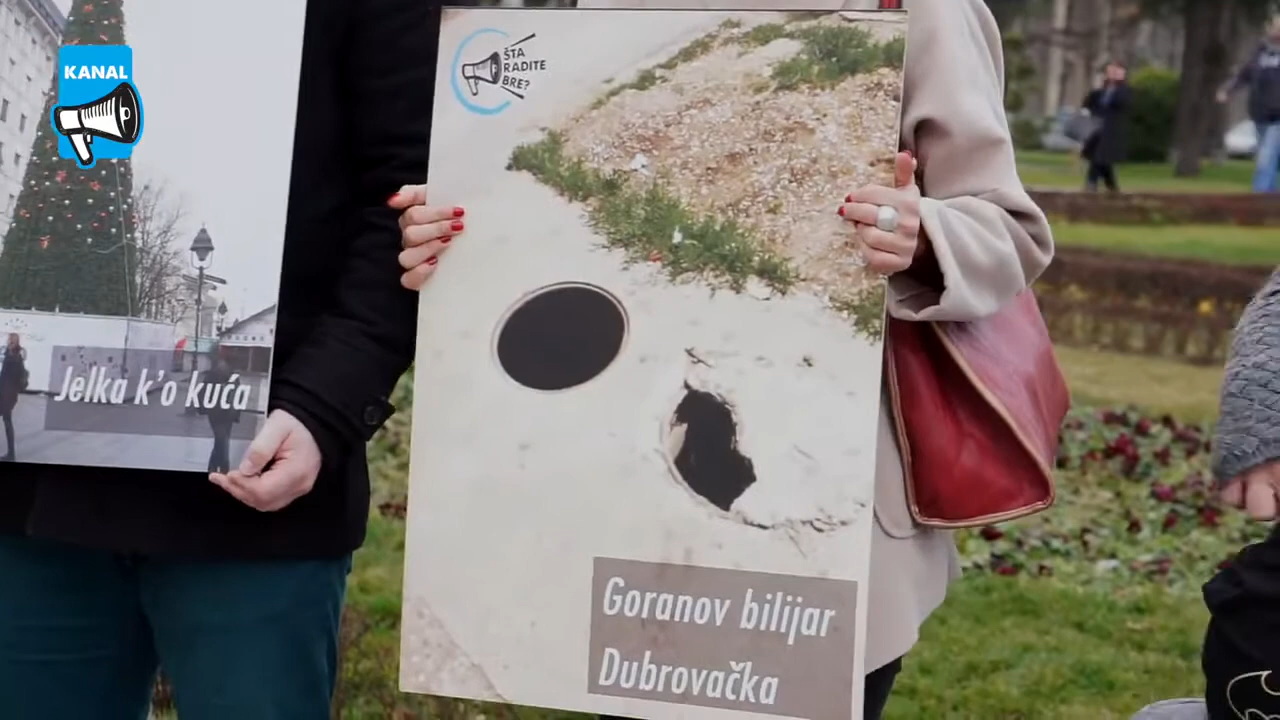 KANAL
Jelka k'o kuća
ŠTA
RADITE
BRE?
Goranov bilijar
Dubrovačka